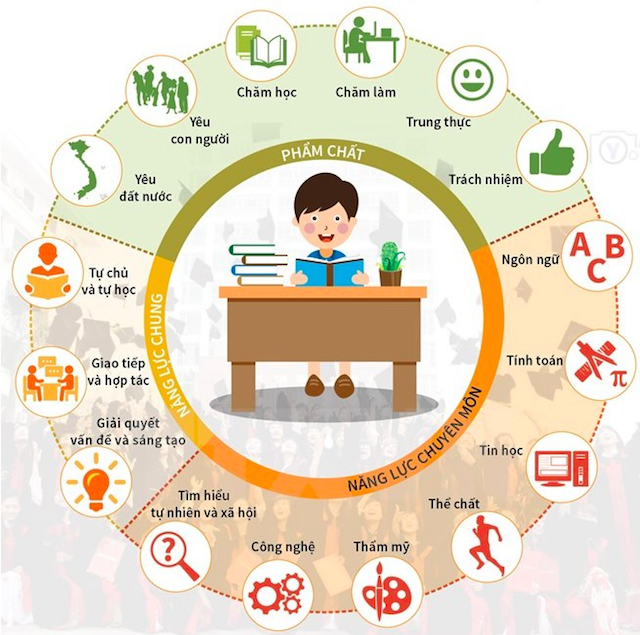 Chăm học
Chăm làm
Yêu
con người
Trung thực
PHẨM CHẤT
Yêu
đất nước
Trách nhiệm
Ngôn ngữ
A B
C
Tự chủ
và tự học
NĂNG LỰC CHUNG
Giao tiếp
và hợp tác
Tính toán
π
Giải quyết
vấn đề và sáng tạo
NĂNG LỰC CHUYÊN MÔN
Tin học
Tìm hiểu
tự nhiên và xã hội
?
Thể chất
Công nghệ
Thẩm mỹ
Y